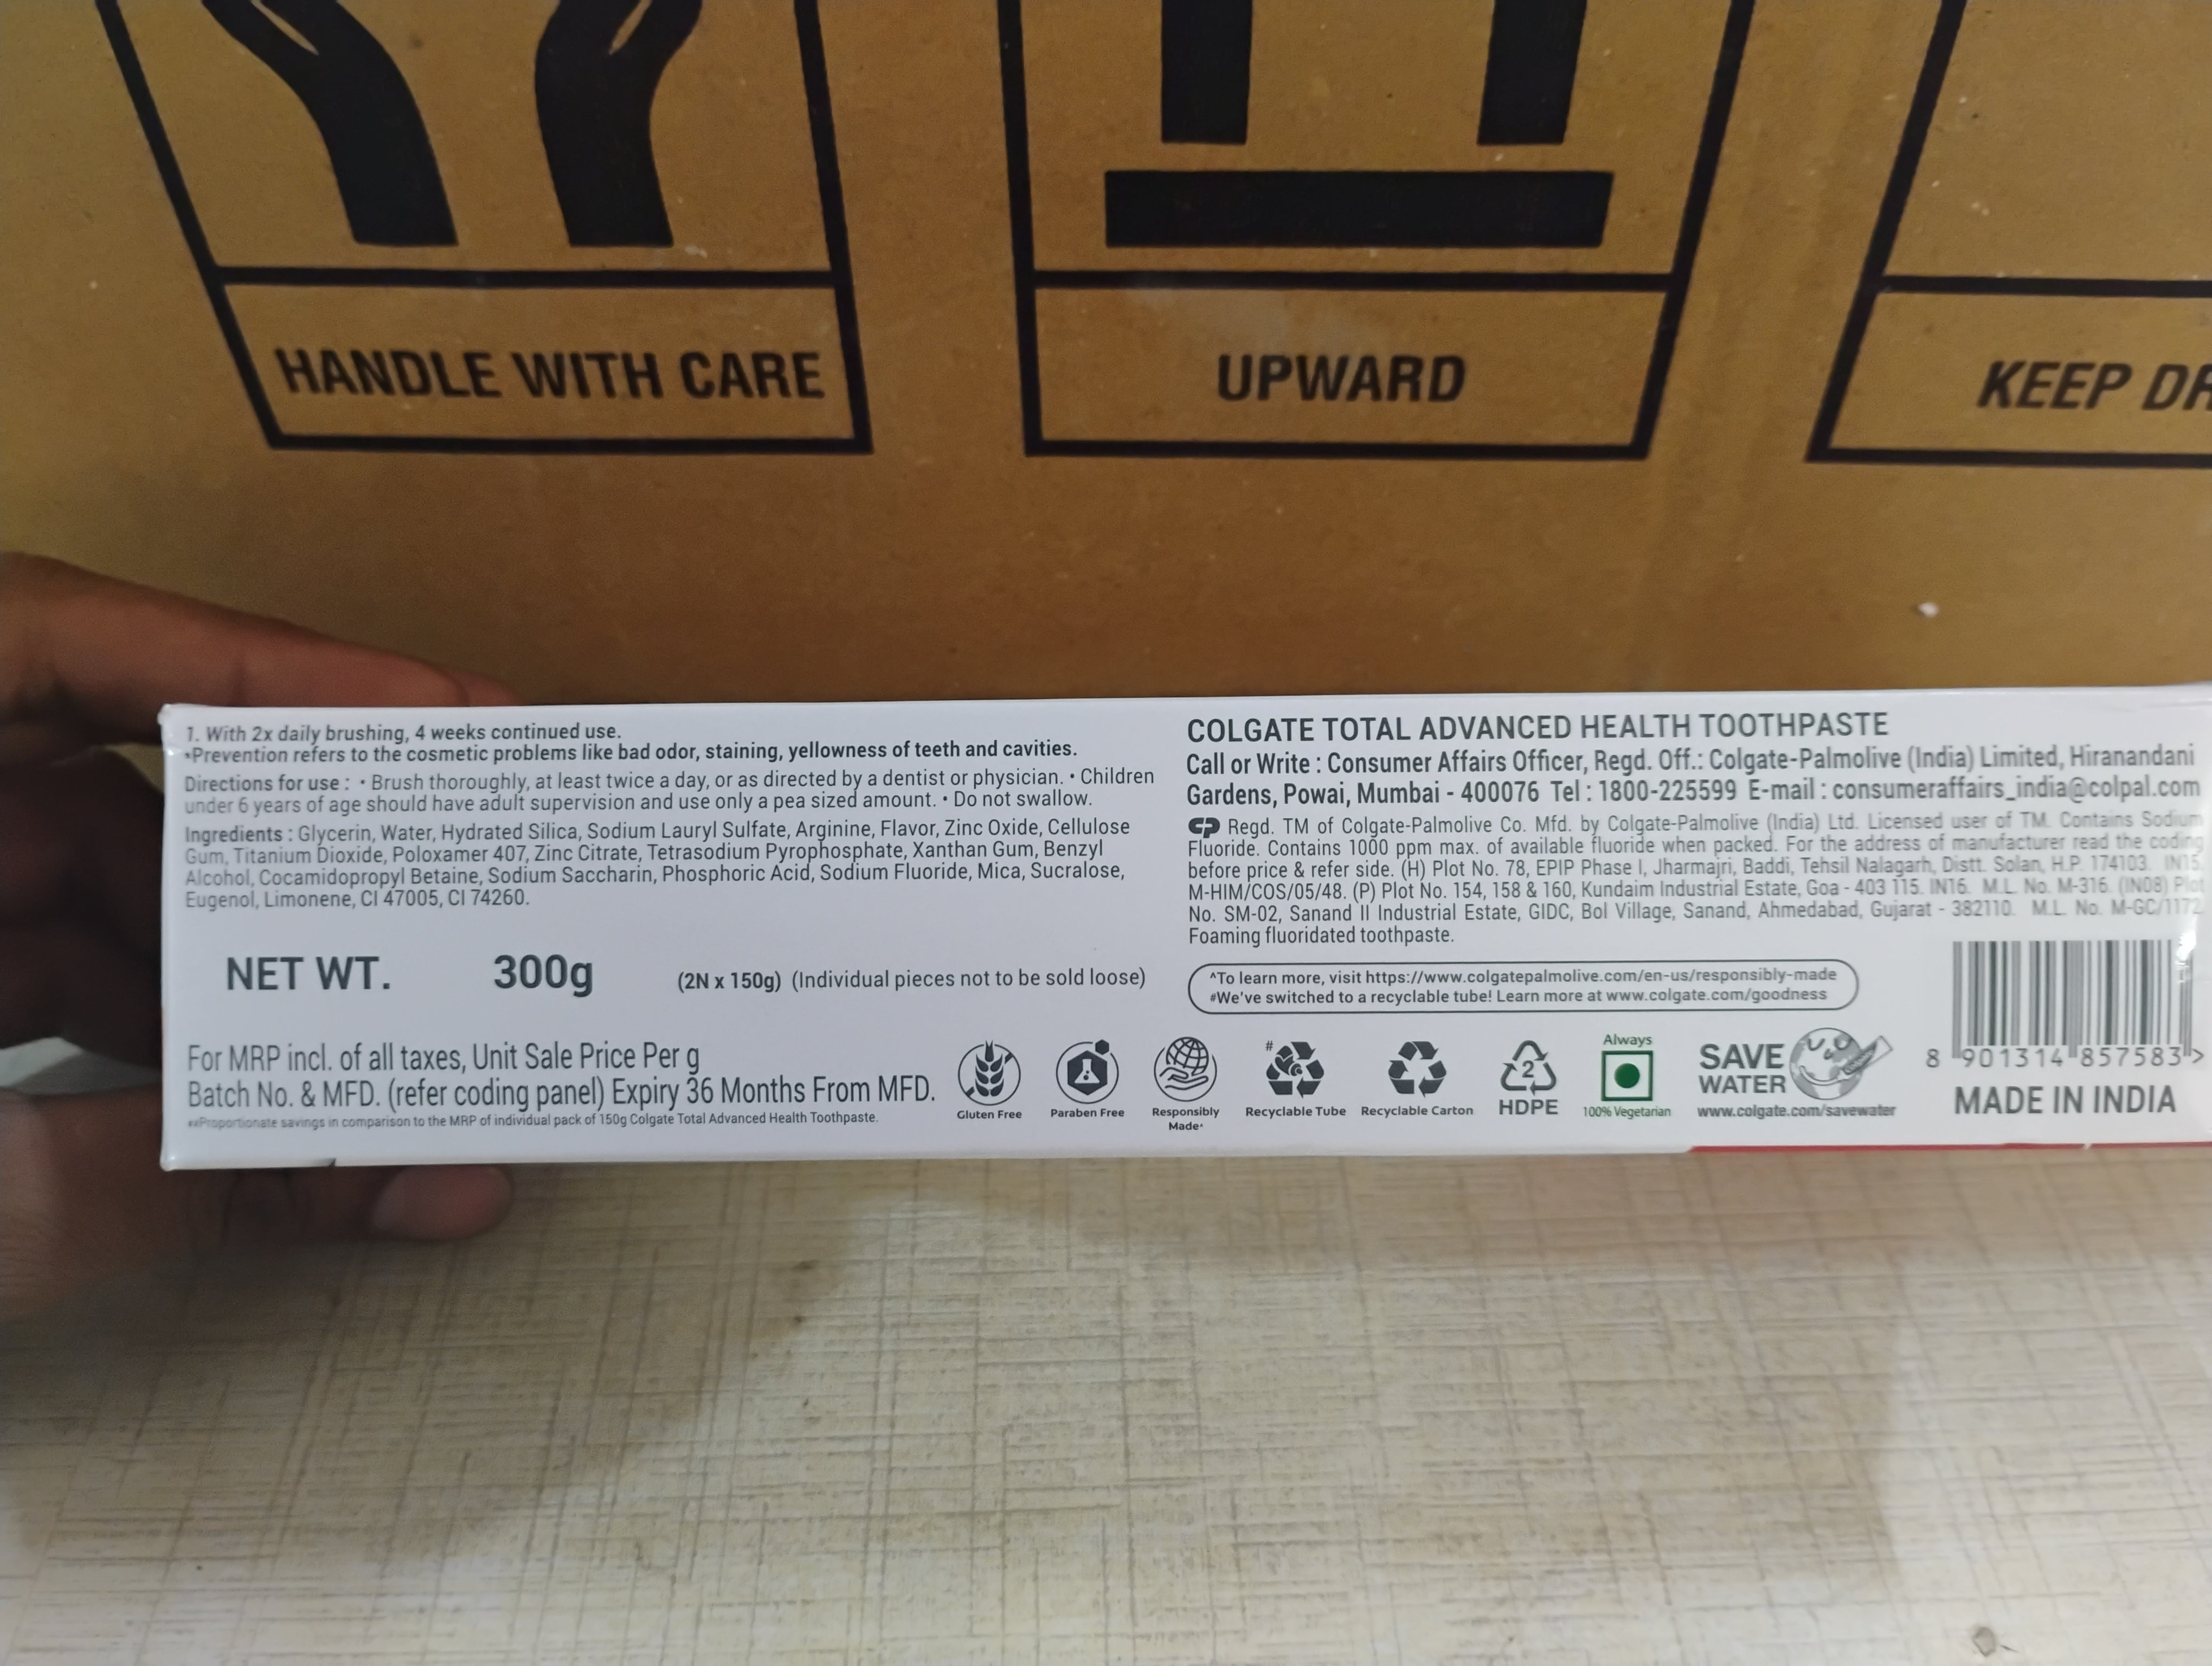 HANDLE WITH CARE
UPWARD
KEEP
1. With 2x daily brushing, 4 weeks continued use.
•Prevention refers to the cosmetic problems like bad odor, staining, yellowness of teeth and cavities.
Directions for use : • Brush thoroughly, at least twice a day, or as directed by a dentist or physician. • Children
under 6 years of age should have adult supervision and use only a pea sized amount. • Do not swallow.
Ingredients : Glycerin, Water, Hydrated Silica, Sodium Lauryl Sulfate, Arginine, Flavor, Zinc Oxide, Cellulose
Gum, Titanium Dioxide, Poloxamer 407, Zinc Citrate, Tetrasodium Pyrophosphate, Xanthan Gum, Benzyl
Alcohol, Cocamidopropyl Betaine, Sodium Saccharin, Phosphoric Acid, Sodium Fluoride, Mica, Sucralose,
Eugenol, Limonene, CI 47005, CI 74260.
NET WT. 300g (2N x 150g) (Individual pieces not to be sold loose)
For MRP incl. of all taxes, Unit Sale Price Per g
Batch No. & MFD. (refer coding panel) Expiry 36 Months From MFD.
**Proportionate savings in comparison to the MRP of individual pack of 150g Colgate Total Advanced Health Toothpaste.
COLGATE TOTAL ADVANCED HEALTH TOOTHPASTE
Call or Write : Consumer Affairs Officer, Regd. Off.: Colgate-Palmolive (India) Limited, Hiranandani
Gardens, Powai, Mumbai - 400076 Tel : 1800-225599 E-mail : consumeraffairs_india@colpal.com
CP Regd. TM of Colgate-Palmolive Co. Mfd. by Colgate-Palmolive (India) Ltd. Licensed user of TM. Contains Sodium
Fluoride. Contains 1000 ppm max. of available fluoride when packed. For the address of manufacturer read the coding
before price & refer side. (H) Plot No. 78, EPIP Phase I, Jharmajri, Baddi, Tehsil Nalagarh, Distt. Solan, H.P. 174103. IN15.
M-HIM/COS/05/48. (P) Plot No. 154, 158 & 160, Kundaim Industrial Estate, Goa - 403 115. IN16. M.L. No. M-316. (IN08) Plot
No. SM-02, Sanand II Industrial Estate, GIDC, Bol Village, Sanand, Ahmedabad, Gujarat - 382110. M.L. No. M-GC/1172
Foaming fluoridated toothpaste.
^To learn more, visit https://www.colgatepalmolive.com/en-us/responsibly-made
#We've switched to a recyclable tube! Learn more at www.colgate.com/goodness
Gluten Free
Paraben Free
Responsibly
Made^
#
Recyclable Tube
Recyclable Carton
2
HDPE
Always
100% Vegetarian
SAVE
WATER
www.colgate.com/savewater
8 901314 857583 >
MADE IN INDIA